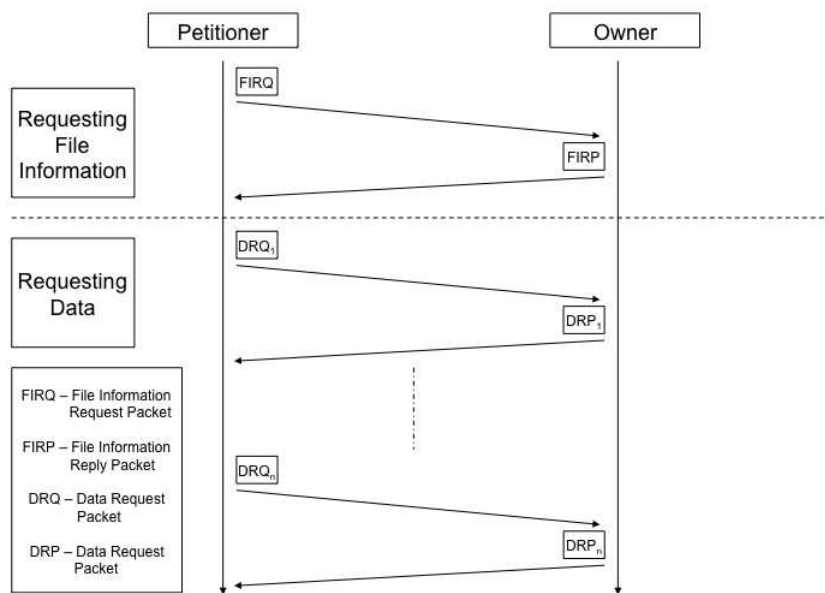 Petitioner
Owner
FIRQ
Requesting
File
Information
FIRP
DRQ1
Requesting
Data
DRP1
FIRQ – File Information
Request Packet
FIRP – File Information
Reply Packet
DRQn
DRQ – Data Request
Packet
DRPn
DRP – Data Request
Packet